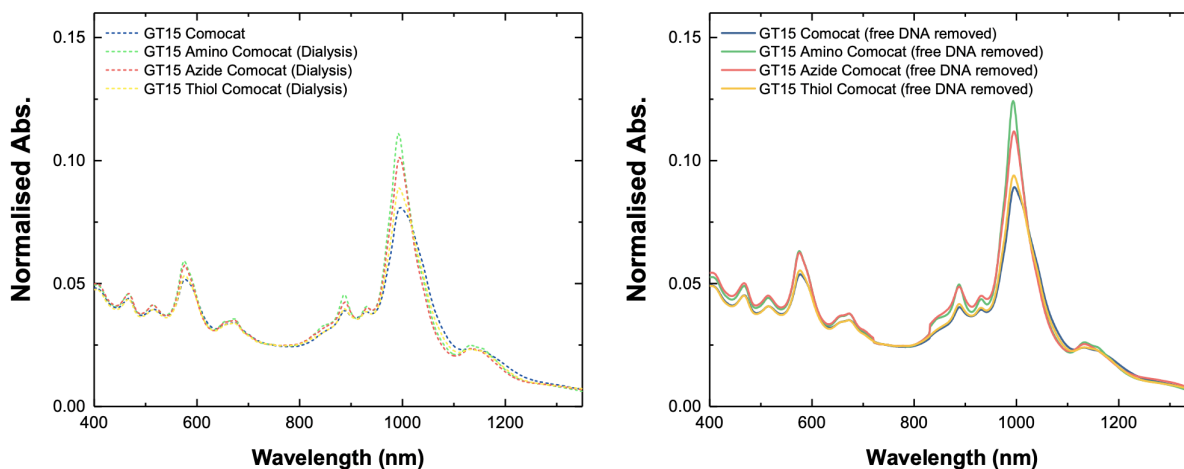 0.15
0.10
0.05
0.00
Normalised Abs.
GT15 Comocat
GT15 Amino Comocat (Dialysis)
GT15 Azide Comocat (Dialysis)
GT15 Thiol Comocat (Dialysis)
400 600 800 1000 1200
Wavelength (nm)
0.15
0.10
0.05
0.00
Normalised Abs.
GT15 Comocat (free DNA removed)
GT15 Amino Comocat (free DNA removed)
GT15 Azide Comocat (free DNA removed)
GT15 Thiol Comocat (free DNA removed)
400 600 800 1000 1200
Wavelength (nm)